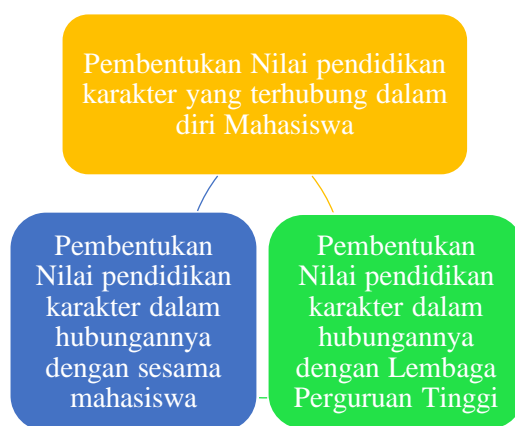 Pembentukan Nilai pendidikan
karakter yang terhubung dalam
diri Mahasiswa
Pembentukan
Nilai pendidikan
karakter dalam
hubungannya
dengan sesama
mahasiswa
Pembentukan
Nilai pendidikan
karakter dalam
hubungannya
dengan Lembaga
Perguruan Tinggi